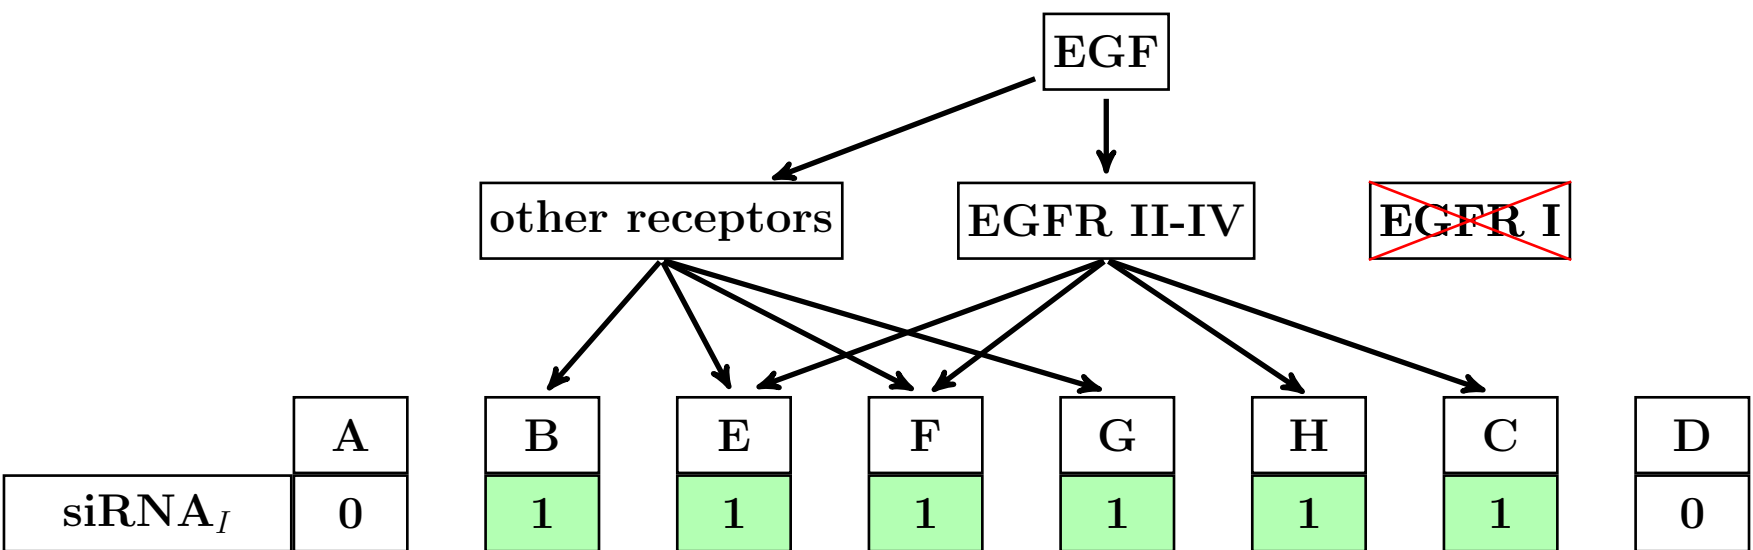 EGF
other receptors EGFR II-IV EGFR I
A B E F G H C D
siRNA_I 0 1 1 1 1 1 1 0